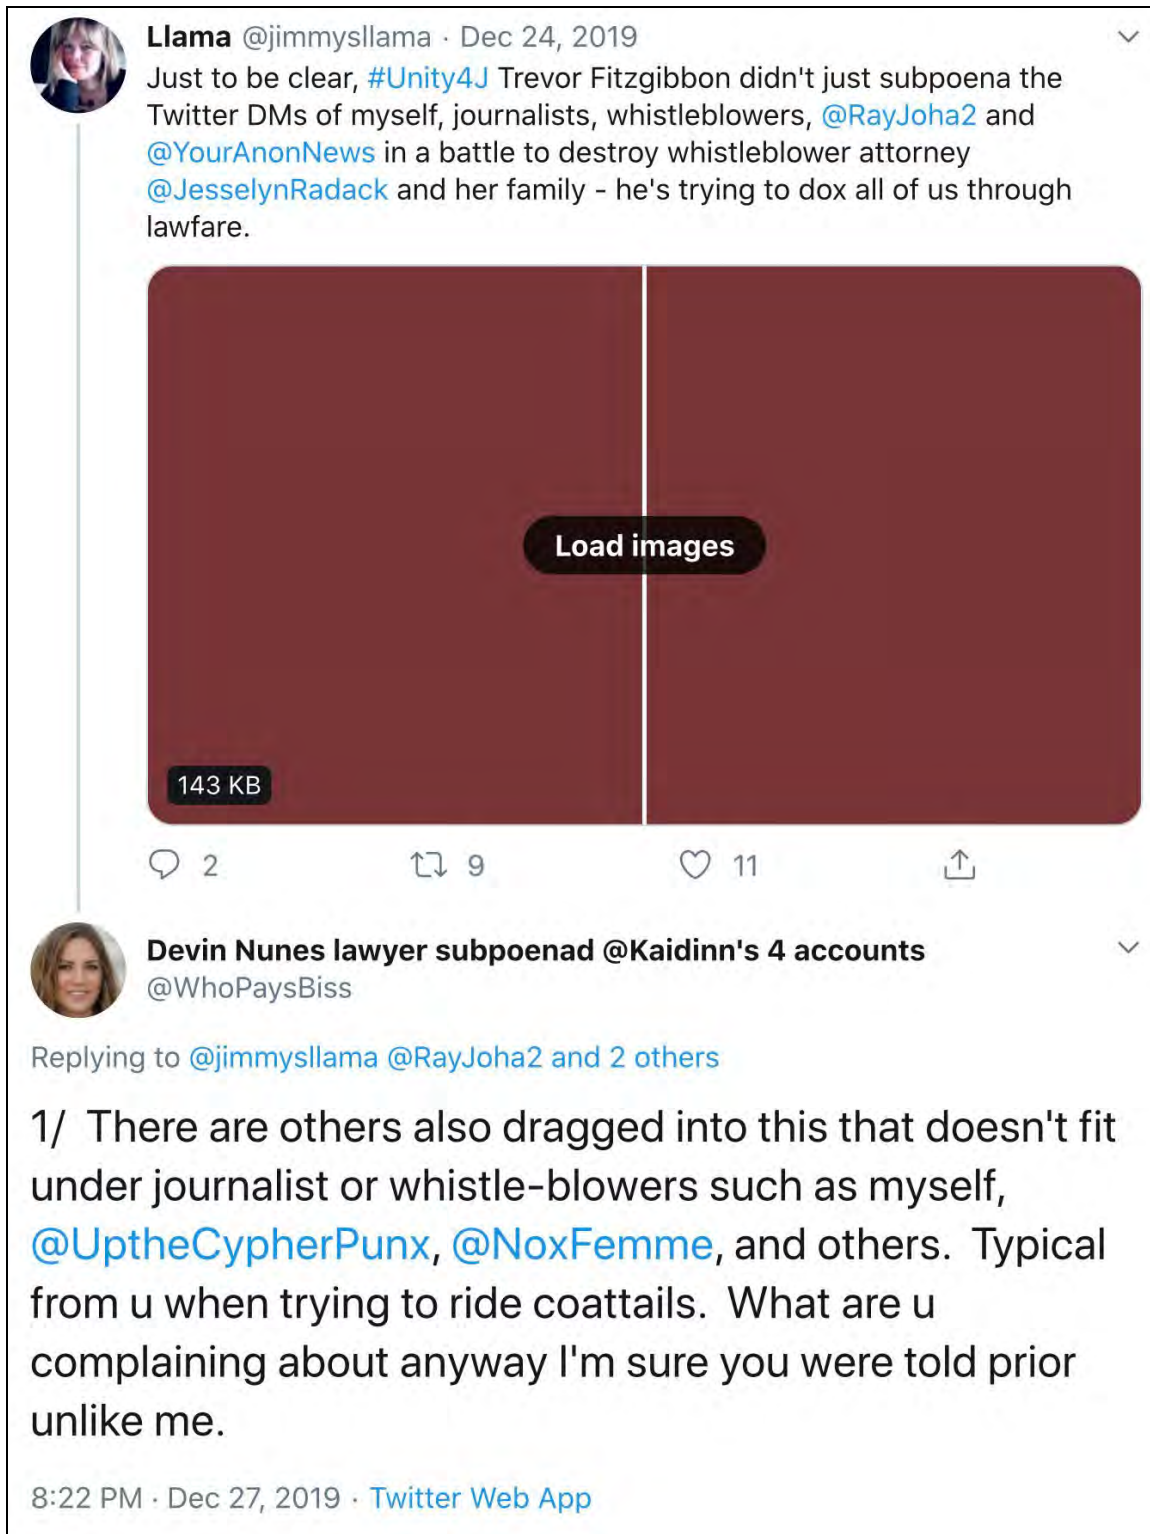 Llama @jimmysllama · Dec 24, 2019
Just to be clear, #Unity4J Trevor Fitzgibbon didn't just subpoena the
Twitter DMs of myself, journalists, whistleblowers, @RayJoha2 and
@YourAnonNews in a battle to destroy whistleblower attorney
@JesselynRadack and her family - he's trying to dox all of us through
lawfare.
Load images
143 KB
2 9 11
Devin Nunes lawyer subpoenad @Kaidinn's 4 accounts
@WhoPaysBiss
Replying to @jimmysllama @RayJoha2 and 2 others
1/ There are others also dragged into this that doesn't fit
under journalist or whistle-blowers such as myself,
@UptheCypherPunx, @NoxFemme, and others. Typical
from u when trying to ride coattails. What are u
complaining about anyway I'm sure you were told prior
unlike me.
8:22 PM · Dec 27, 2019 · Twitter Web App